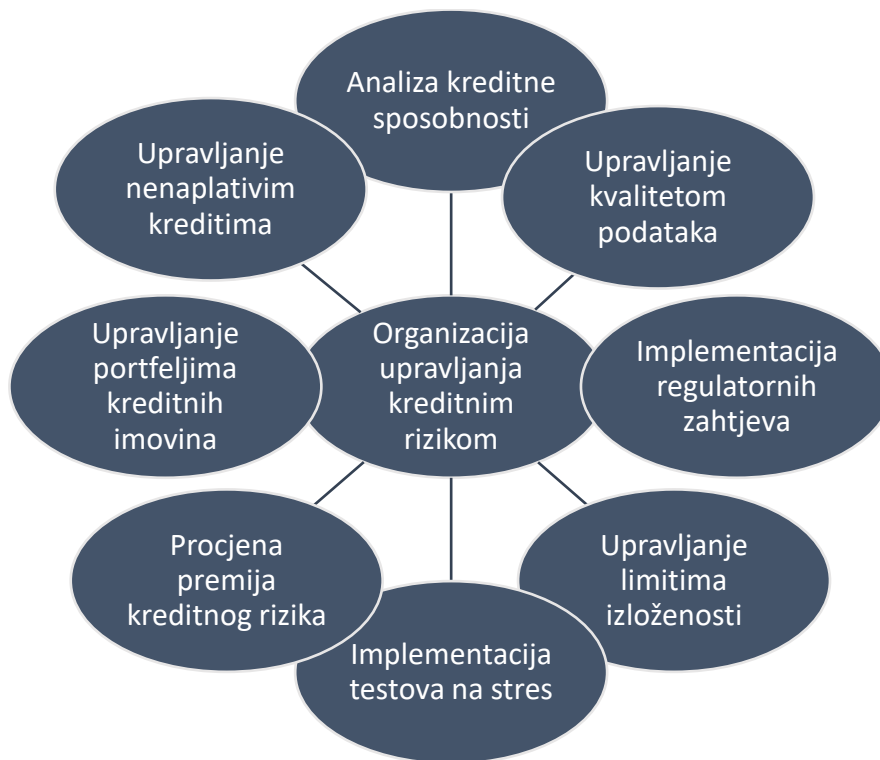 Analiza kreditne
sposobnosti
Upravljanje
kvalitetom
podataka
Implementacija
regulatornih
zahtjeva
Upravljanje
limitima
izloženosti
Implementacija
testova na stres
Procjena
premija
kreditnog rizika
Upravljanje
portfeljima
kreditnih
imovina
Upravljanje
nenaplativim
kreditima
Organizacija
upravljanja
kreditnim
rizikom